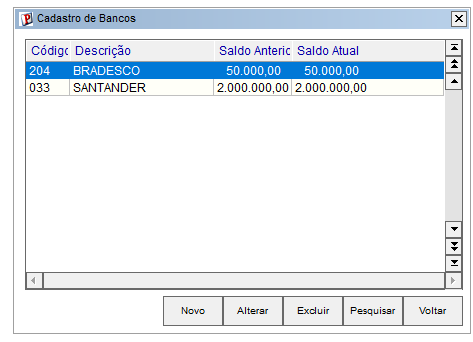 Cadastro de Bancos
Código Descrição Saldo Anteric Saldo Atual
204 BRADESCO 50.000,00 50.000,00
033 SANTANDER 2.000.000,00 2.000.000,00
Novo Alterar Excluir Pesquisar Voltar